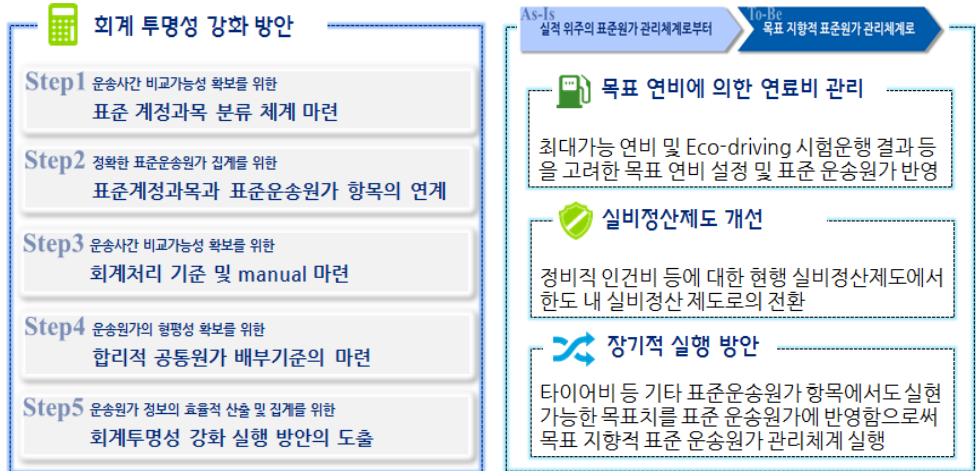 회계 투명성 강화 방안
Step1 운송사간 비교가능성 확보를 위한
표준 계정과목 분류 체계 마련
Step2 정확한 표준운송원가 집계를 위한
표준계정과목과 표준운송원가 항목의 연계
Step3 운송사간 비교가능성 확보를 위한
회계처리 기준 및 manual 마련
Step4 운송원가의 형평성 확보를 위한
합리적 공통원가 배부기준의 마련
Step5 운송원가 정보의 효율적 산출 및 집계를 위한
회계투명성 강화 실행 방안의 도출
As-Is
실적 위주의 표준원가 관리체계로부터
To-Be
목표 지향적 표준원가 관리체계로
목표 연비에 의한 연료비 관리
최대가능 연비 및 Eco-driving 시험운행 결과 등
을 고려한 목표 연비 설정 및 표준 운송원가 반영
실비정산제도 개선
정비직 인건비 등에 대한 현행 실비정산제도에서
한도 내 실비정산 제도로의 전환
장기적 실행 방안
타이어비 등 기타 표준운송원가 항목에서도 실현
가능한 목표치를 표준 운송원가에 반영함으로써
목표 지향적 표준 운송원가 관리체계 실행